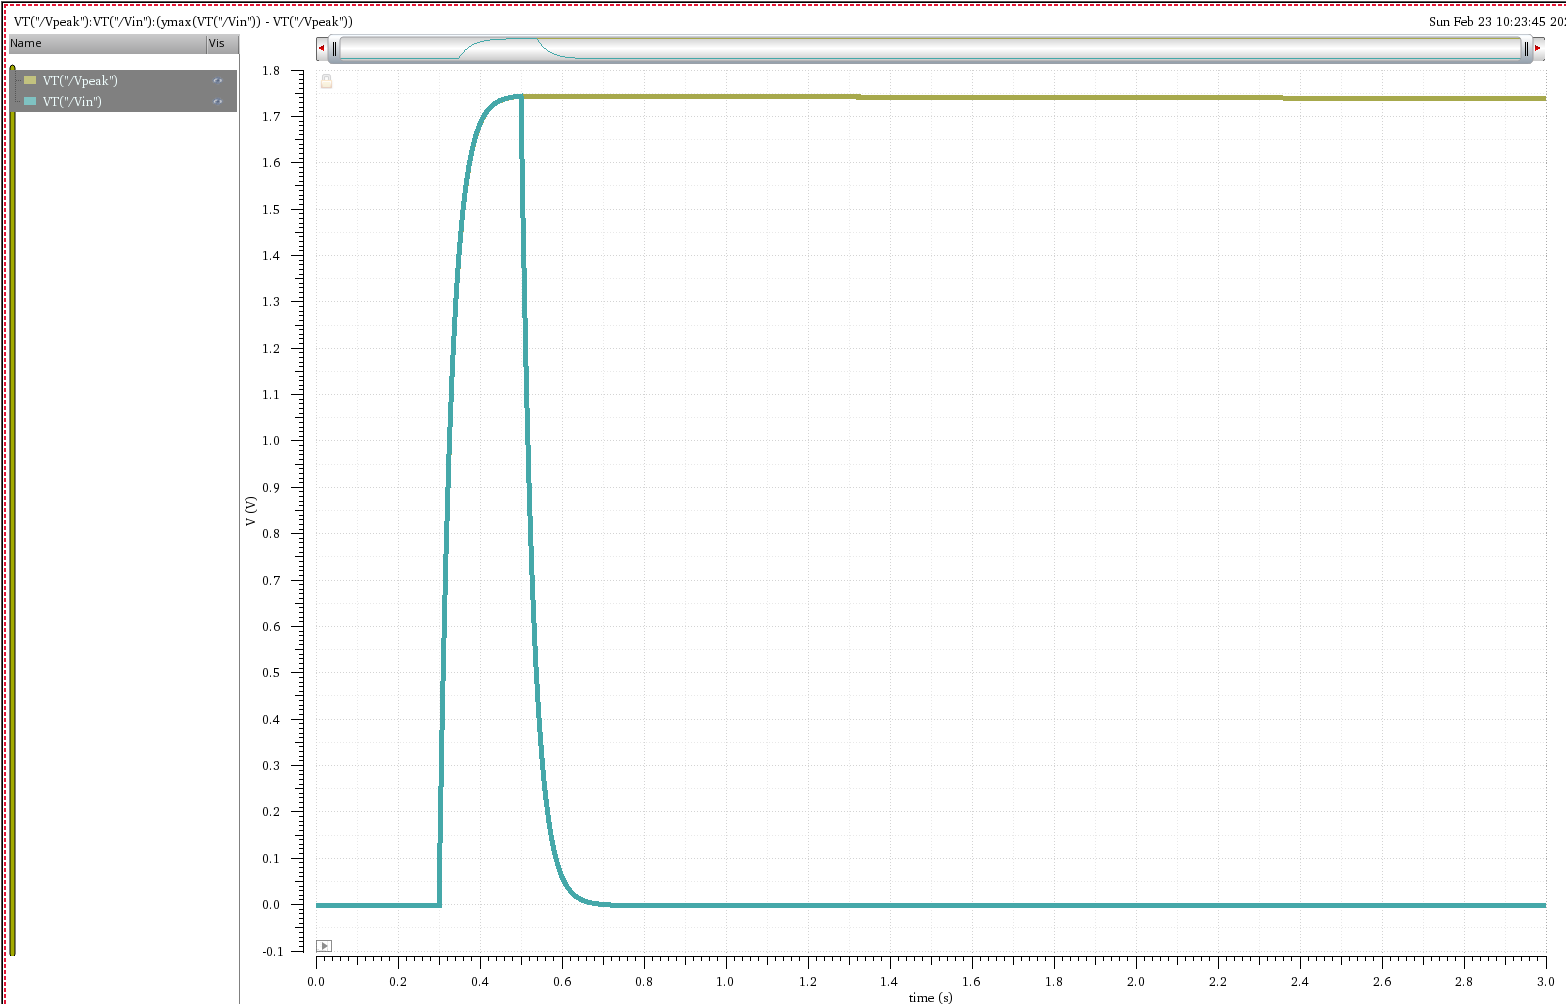 VT("/Vpeak"):VT("/Vin"):(ymax(VT("/Vin")) - VT("/Vpeak"))
Sun Feb 23 10:23:45
Name Vis
VT("/Vpeak")
VT("/Vin")
1.8
1.7
1.6
1.5
1.4
1.3
1.2
1.1
1.0
0.9
0.8
0.7
0.6
0.5
0.4
0.3
0.2
0.1
0.0
-0.1
V (V)
0.0 0.2 0.4 0.6 0.8 1.0 1.2 1.4 1.6 1.8 2.0 2.2 2.4 2.6 2.8 3.0
time (s)